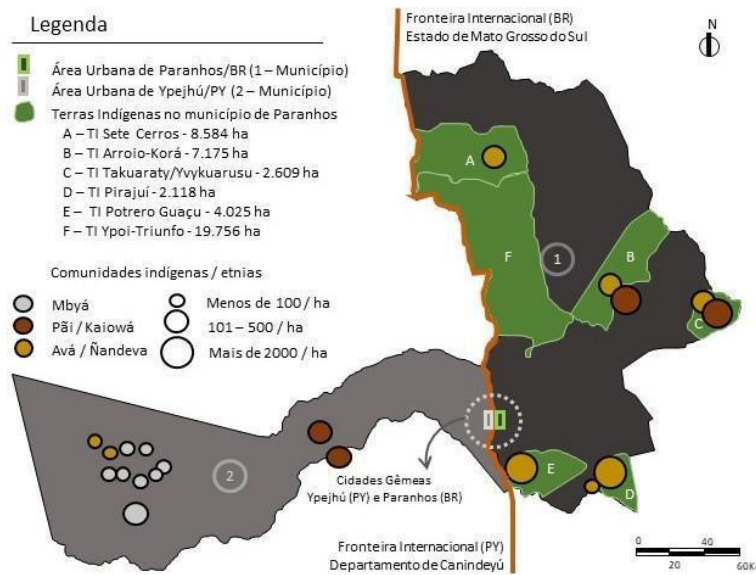 Legenda
Área Urbana de Paranhos/BR (1 – Município)
Área Urbana de Ypejhú/PY (2 – Município)
Terras Indígenas no município de Paranhos
A – TI Sete Cerros - 8.584 ha
B – TI Arroio-Korá - 7.175 ha
C – TI Takuaraty/Yvykuarusu - 2.609 ha
D – TI Pirajuí - 2.118 ha
E – TI Potrero Guaçu - 4.025 ha
F – TI Ypoi-Triunfo - 19.756 ha
Comunidades indígenas / etnias
Mbyá
Pãi / Kaiowá
Avá / Ñandeva
Menos de 100 / ha
101 – 500 / ha
Mais de 2000 / ha
Fronteira Internacional (BR)
Estado de Mato Grosso do Sul
N
A
B
F
1
C
2
E
D
Cidades Gêmeas
Ypejhú (PY) e Paranhos (BR)
Fronteira Internacional (PY)
Departamento de Canindeyú
0 40
20 60K